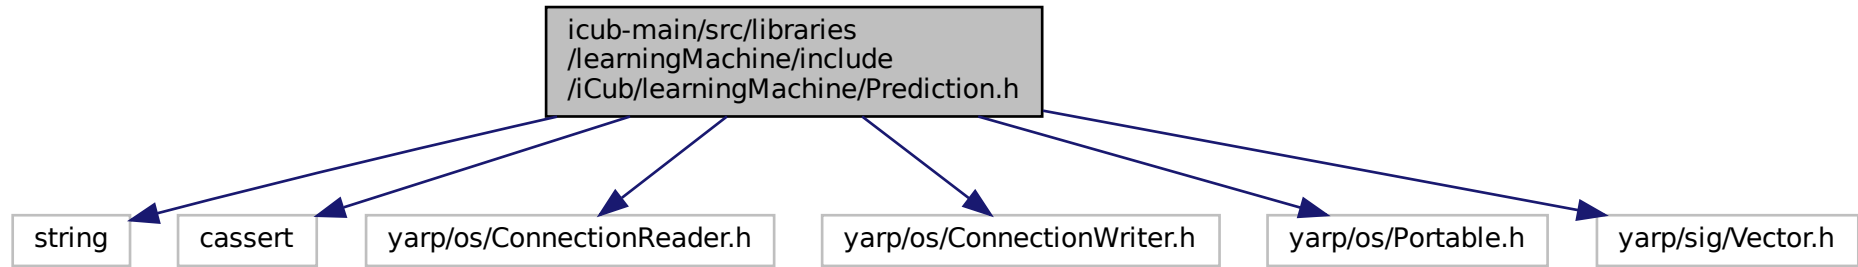 icub-main/src/libraries
/learningMachine/include
/iCub/learningMachine/Prediction.h
string
cassert
yarp/os/ConnectionReader.h
yarp/os/ConnectionWriter.h
yarp/os/Portable.h
yarp/sig/Vector.h